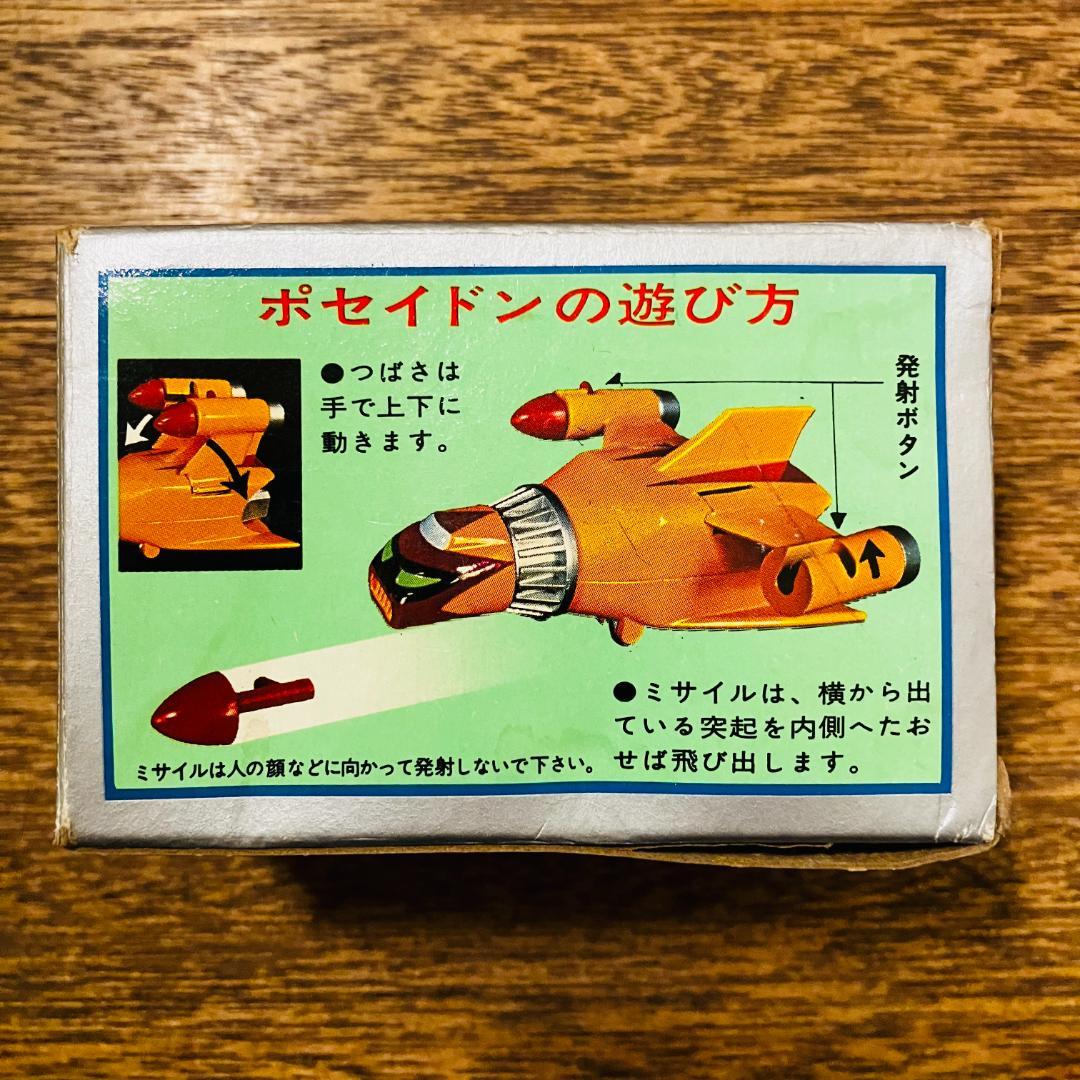 ポセイドンの遊び方
●つばさは
手で上下に
動きます。
発射ボタン
●ミサイルは、横から出
ている突起を内側へたお
せば飛び出します。
ミサイルは人の顔などに向かって発射しないで下さい。